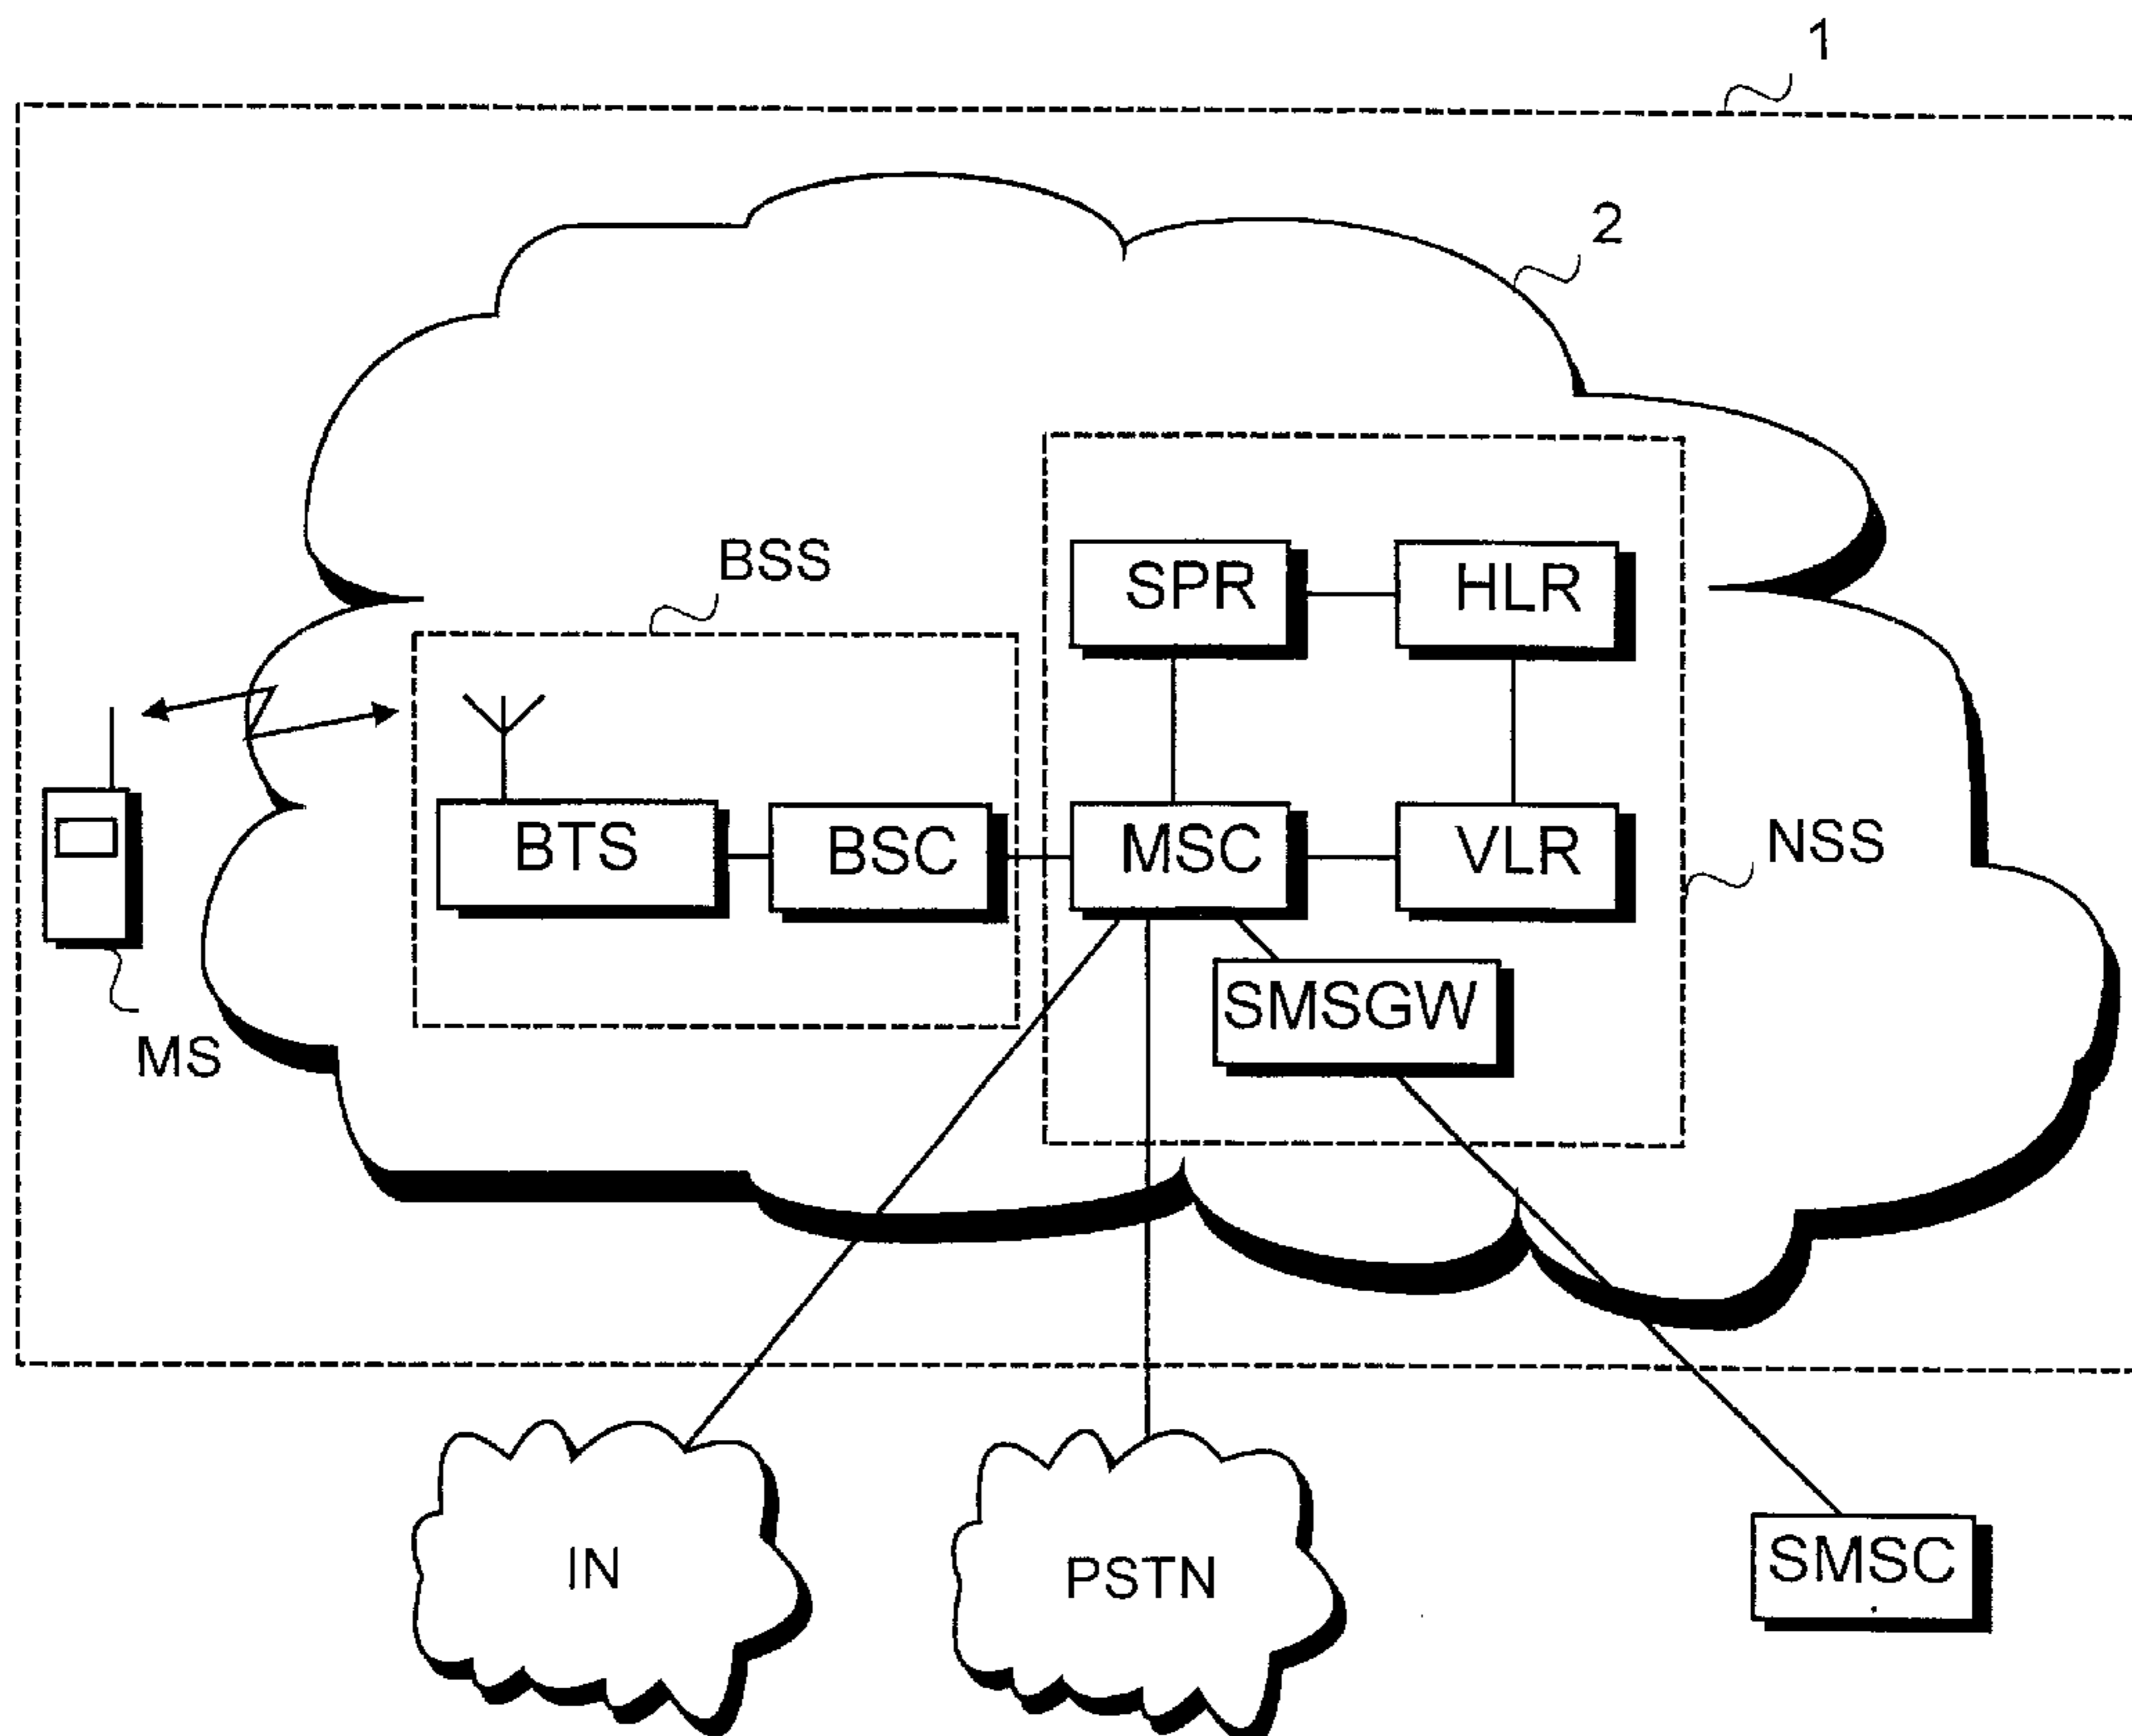 1
2
BSS
SPR
HLR
BTS
BSC
MSC
VLR
NSS
SMSGW
MS
IN
PSTN
SMSC